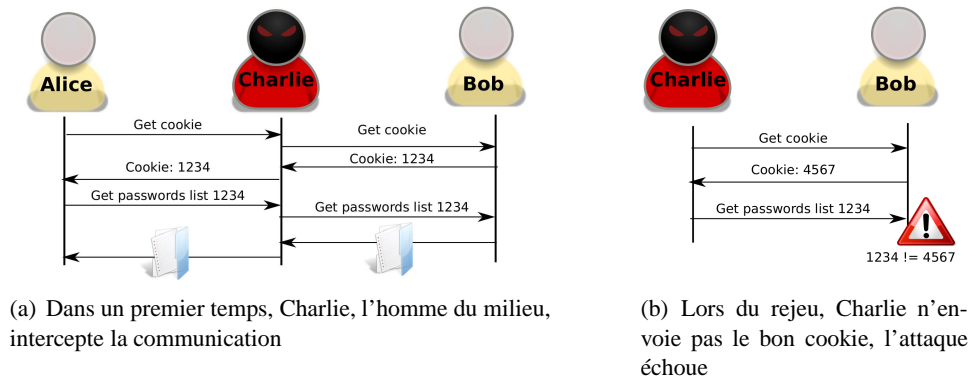 Alice
Charlie
Bob
Get cookie
Get cookie
Cookie: 1234
Cookie: 1234
Get passwords list 1234
Get passwords list 1234
(a) Dans un premier temps, Charlie, l'homme du milieu,
intercepte la communication
Charlie
Bob
Get cookie
Cookie: 4567
Get passwords list 1234
1234 != 4567
(b) Lors du rejeu, Charlie n'en-
voie pas le bon cookie, l'attaque
échoue